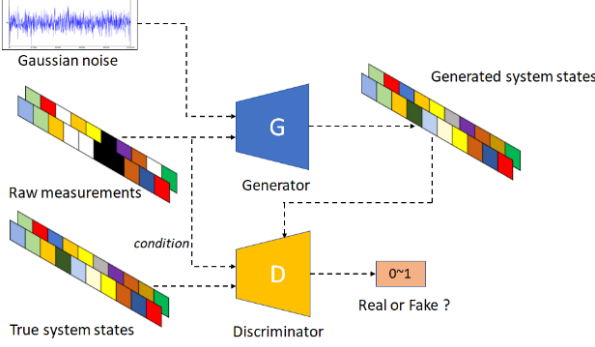 Gaussian noise
Generated system states
G
Generator
Raw measurements
condition
D
0~1
Real or Fake ?
True system states
Discriminator